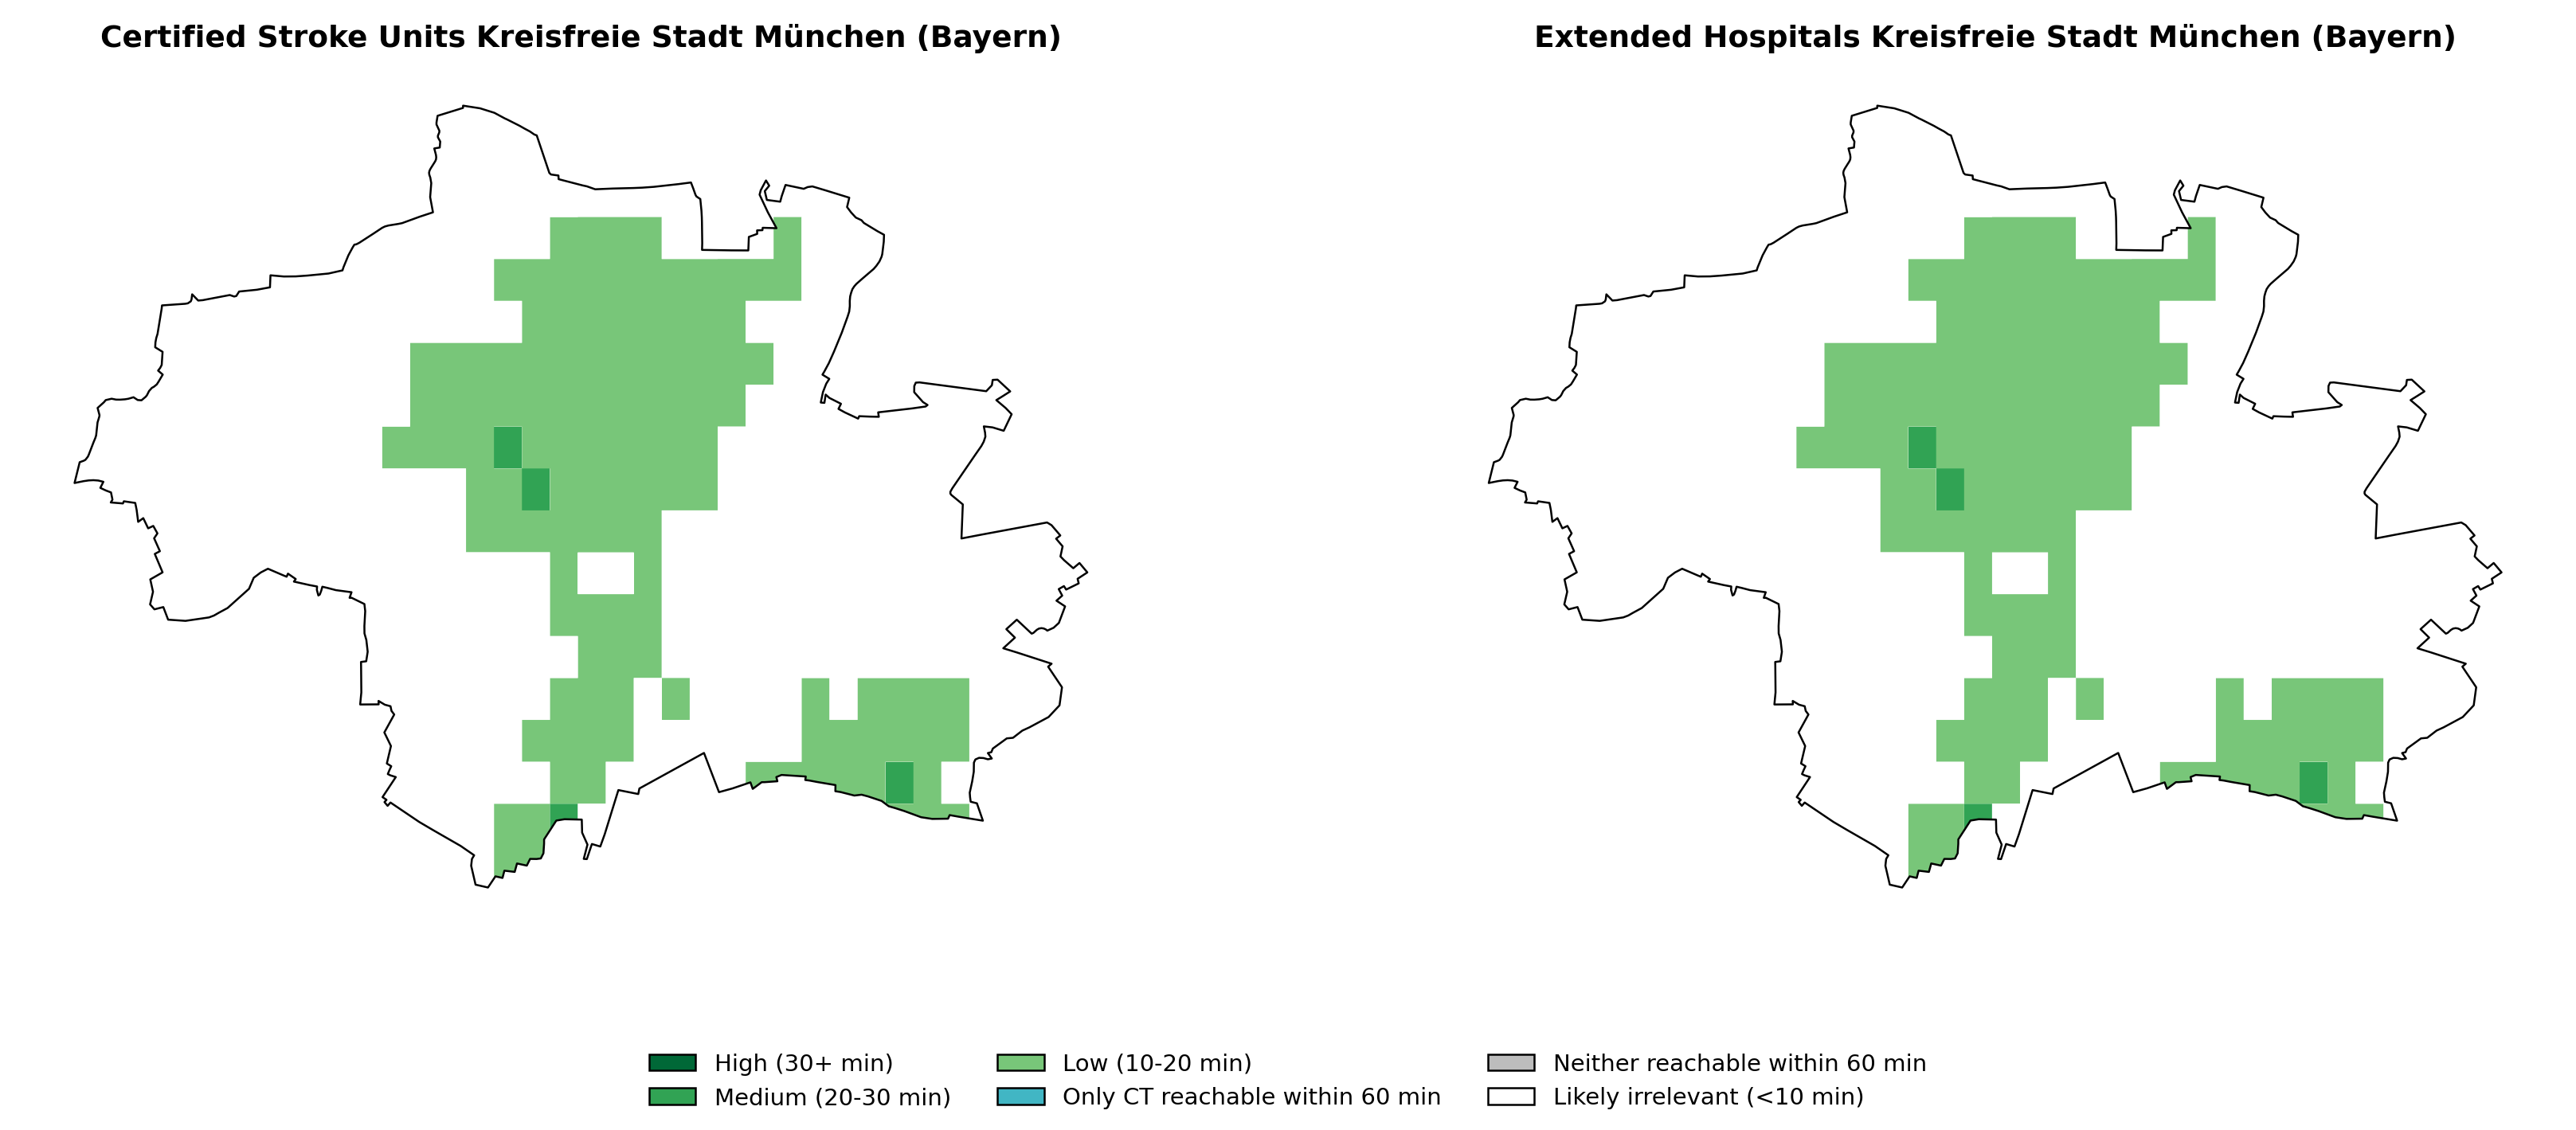 Certified Stroke Units Kreisfreie Stadt München (Bayern)
Extended Hospitals Kreisfreie Stadt München (Bayern)
High (30+ min)
Medium (20-30 min)
Low (10-20 min)
Only CT reachable within 60 min
Neither reachable within 60 min
Likely irrelevant (<10 min)